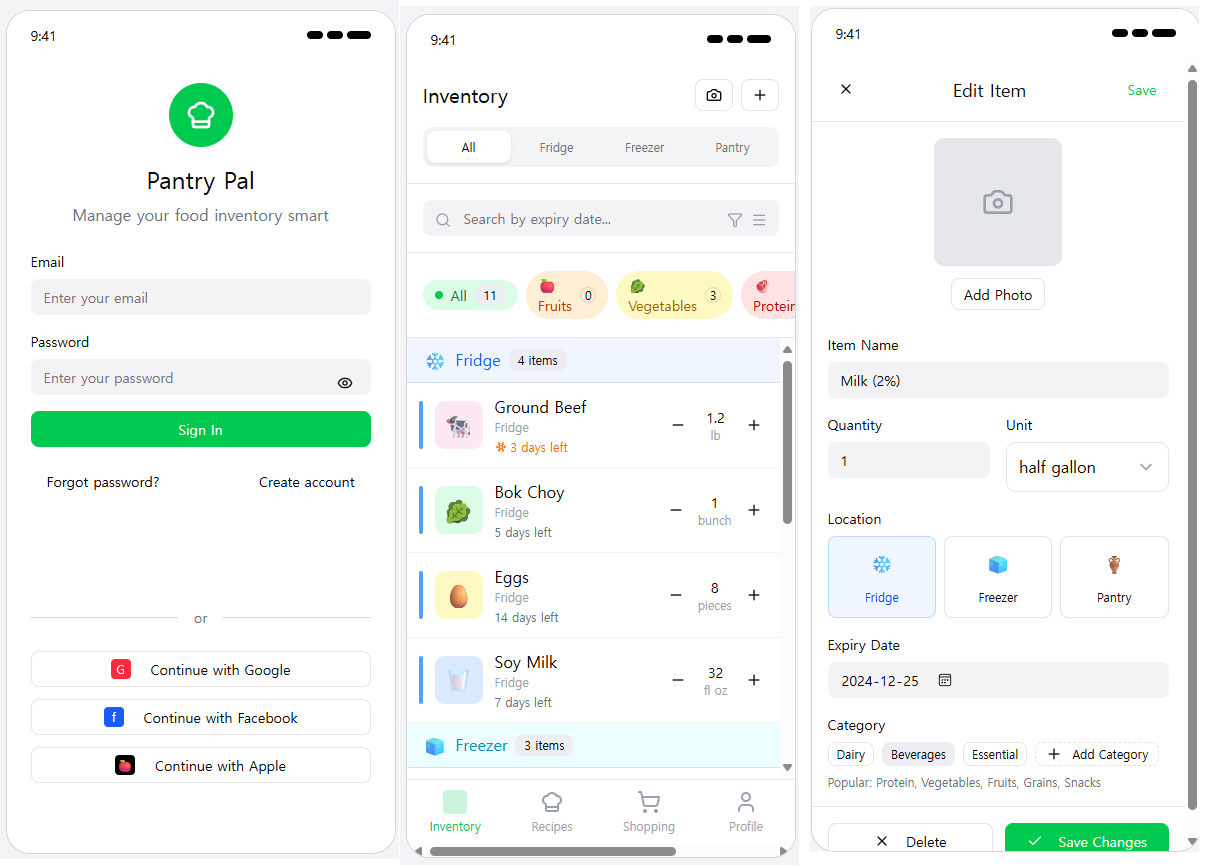 9:41
Pantry Pal
Manage your food inventory smart
Email
Enter your email
Password
Enter your password
Sign In
Forgot password? Create account
or
G Continue with Google
f Continue with Facebook
Continue with Apple
9:41
Inventory
All Fridge Freezer Pantry
Search by expiry date...
All 11
Fruits 0
Vegetables 3
Protein
Fridge 4 items
Ground Beef
Fridge
3 days left
1.2
lb
Bok Choy
Fridge
5 days left
1
bunch
Eggs
Fridge
14 days left
8
pieces
Soy Milk
Fridge
7 days left
32
fl oz
Freezer 3 items
Inventory Recipes Shopping Profile
9:41
Edit Item Save
Add Photo
Item Name
Milk (2%)
Quantity Unit
1 half gallon
Location
Fridge Freezer Pantry
Expiry Date
2024-12-25
Category
Dairy Beverages Essential + Add Category
Popular: Protein, Vegetables, Fruits, Grains, Snacks
Delete Save Changes